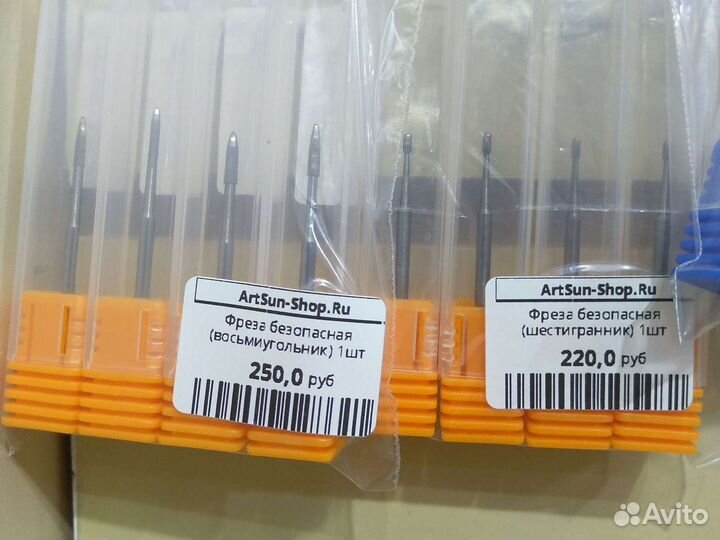 ArtSun-Shop.Ru
Фреза безопасная
(восьмиугольник) 1шт
250,0 руб
ArtSun-Shop.Ru
Фреза безопасная
(шестигранник) 1шт
220,0 руб
Avito